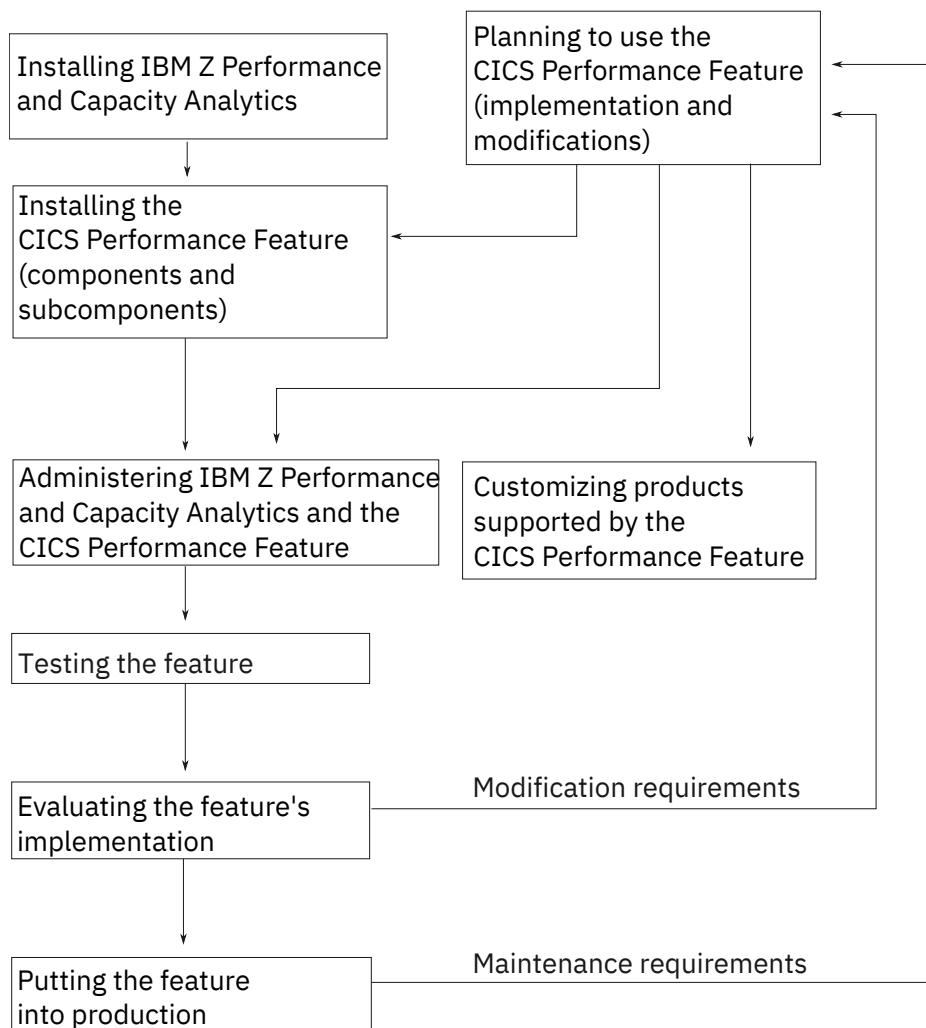 Installing IBM Z Performance
and Capacity Analytics
Planning to use the
CICS Performance Feature
(implementation and
modifications)
Installing the
CICS Performance Feature
(components and
subcomponents)
Administering IBM Z Performance
and Capacity Analytics and the
CICS Performance Feature
Customizing products
supported by the
CICS Performance Feature
Testing the feature
Evaluating the feature's
implementation
Modification requirements
Putting the feature
into production
Maintenance requirements